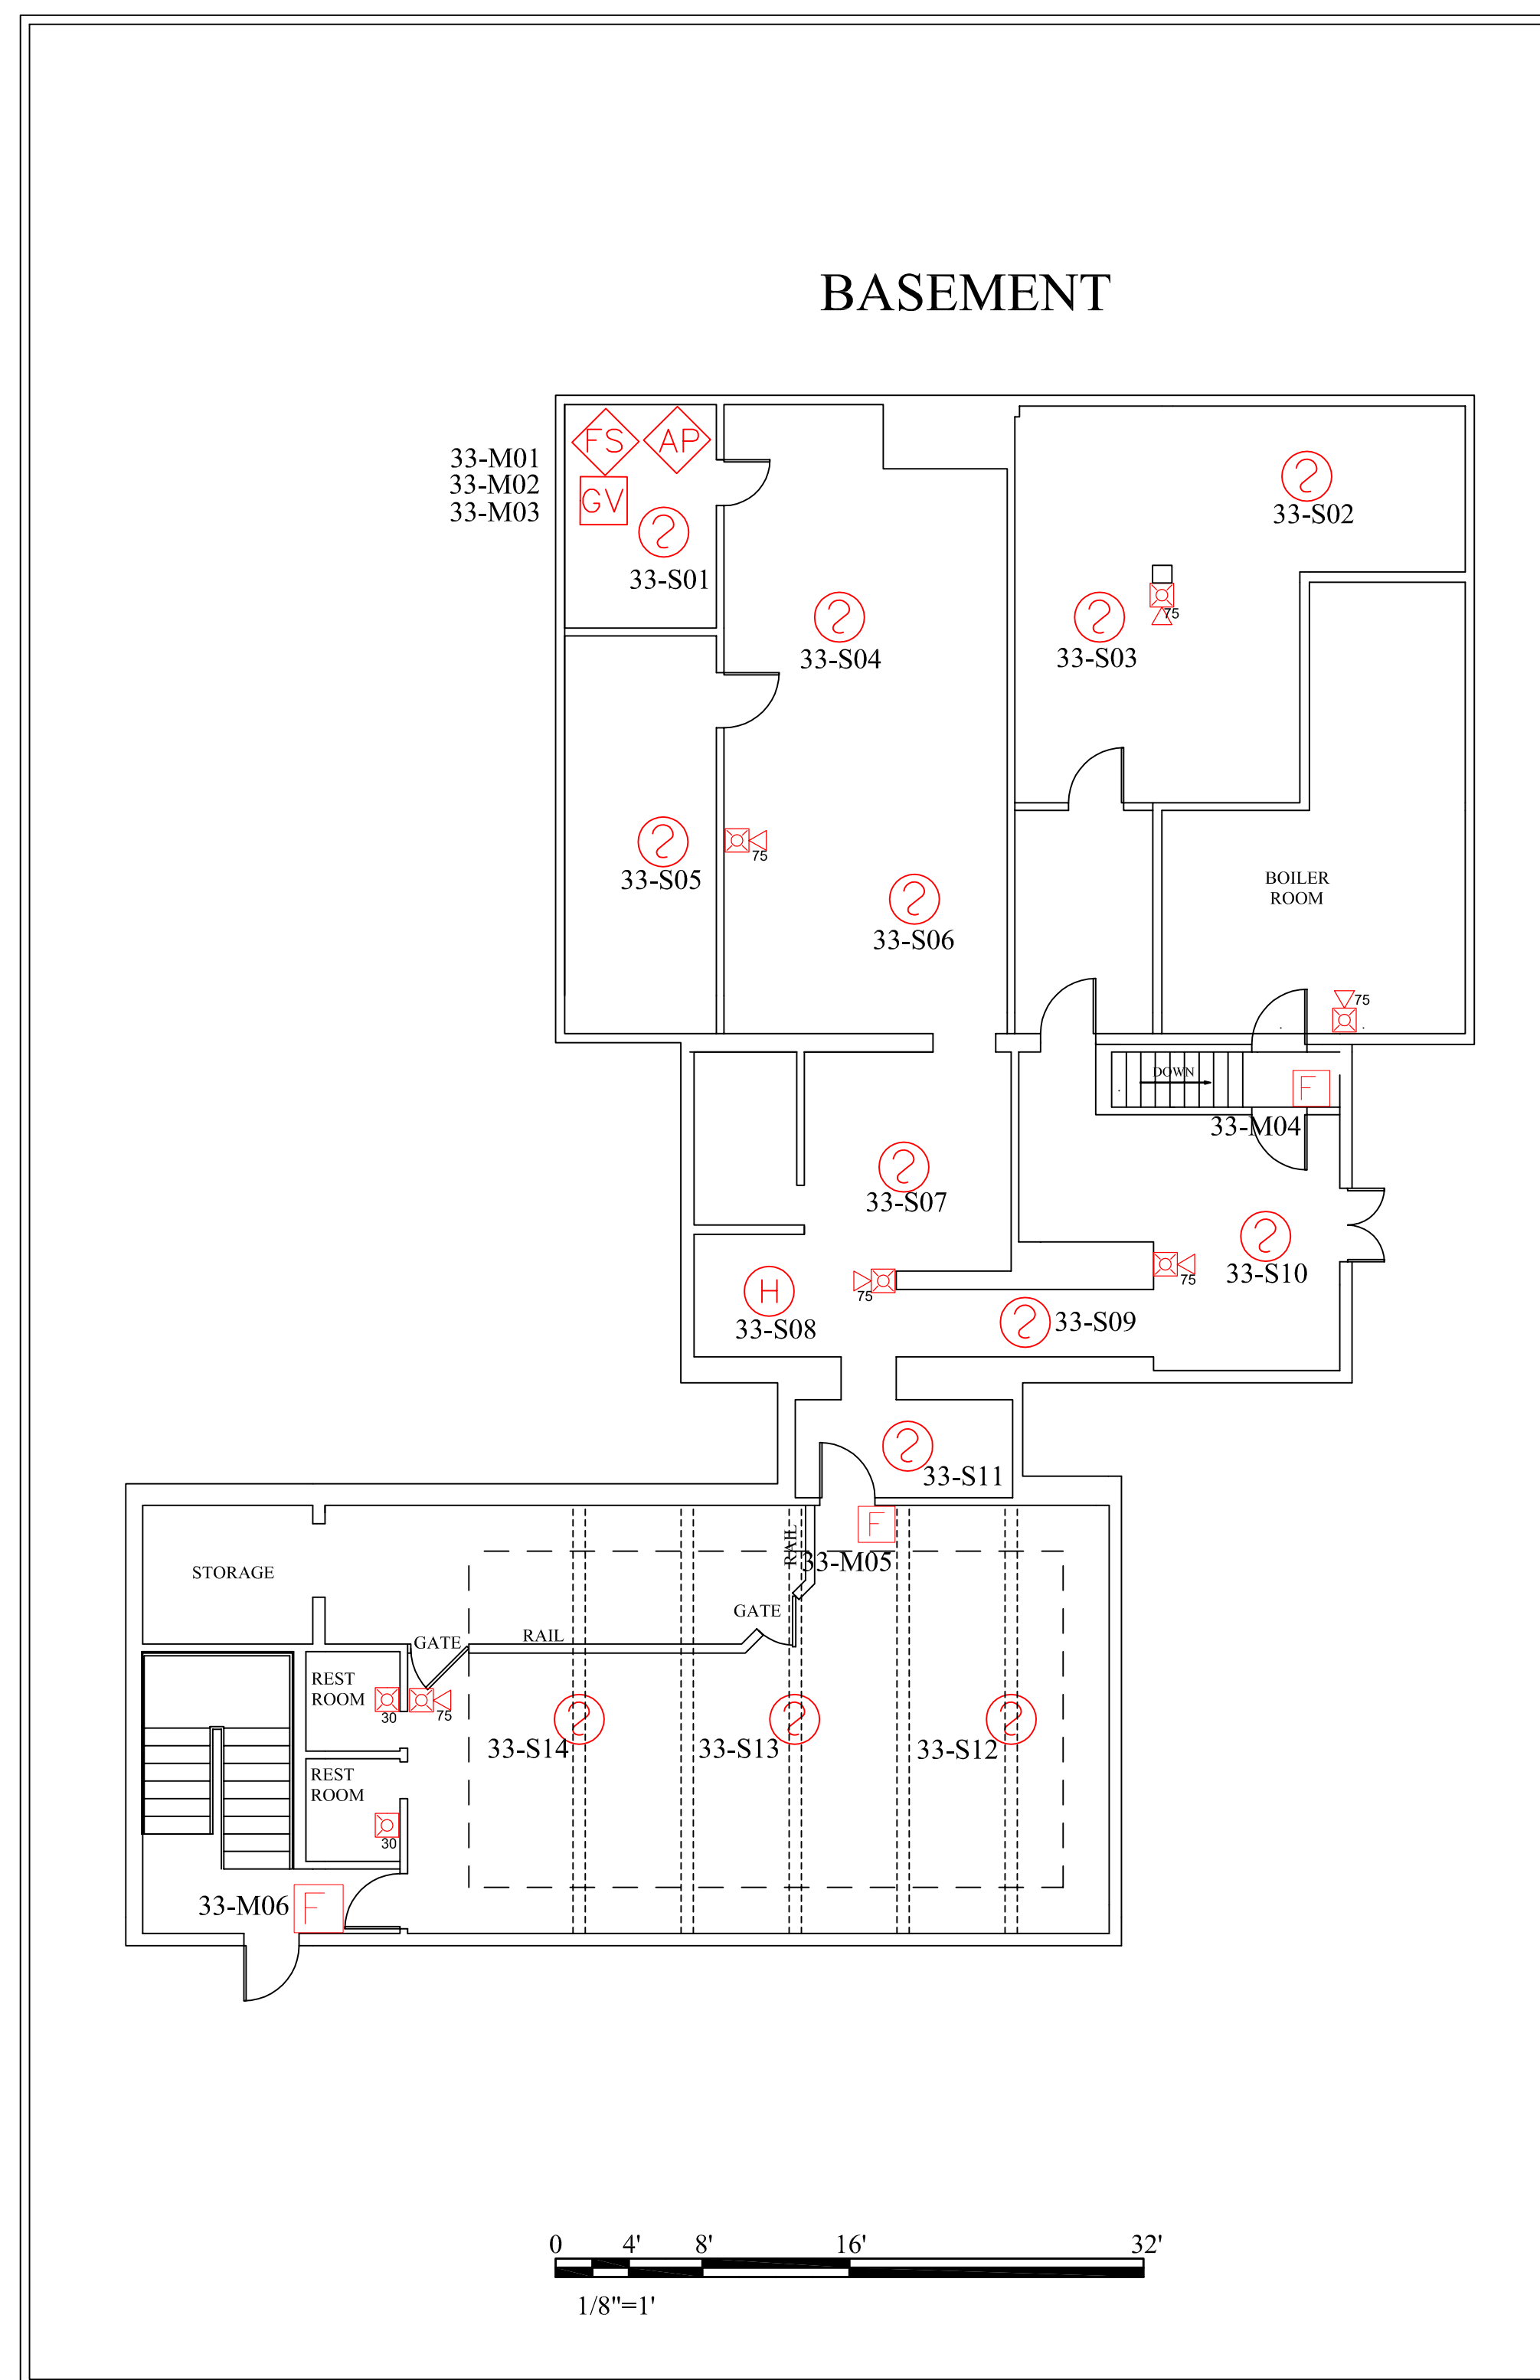 BASEMENT
FS
AP
33-M01
33-M02
33-M03
GV
33-S01
33-S02
75
33-S04
33-S03
33-S05
75
33-S06
BOILER
ROOM
75
DOWN
F
33-M04
33-S07
33-S10
75
75
H
33-S08
33-S09
33-S11
F
RAIL
33-M05
STORAGE
GATE
RAIL
GATE
REST
ROOM
30
75
33-S14
33-S13
33-S12
REST
ROOM
30
33-M06
F
0 4' 8' 16' 32'
1/8"=1'